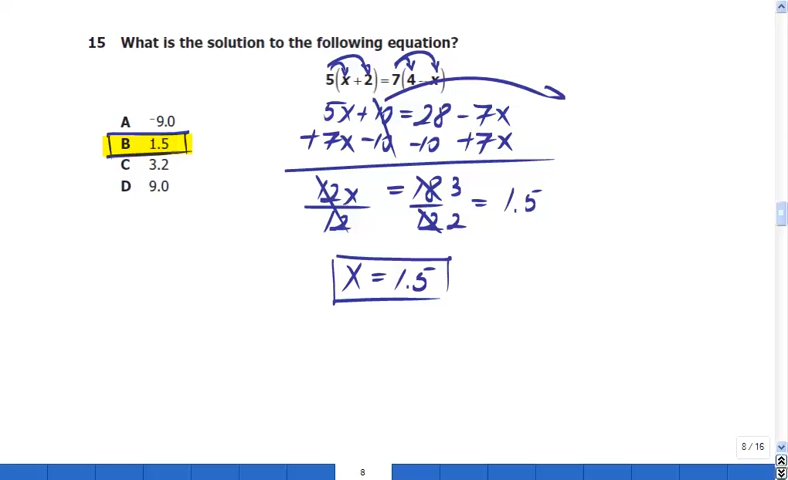 15 What is the solution to the following equation?
5(x + 2) = 7(4 - x)
A ⁻9.0
B 1.5
C 3.2
D 9.0
5x + 10 = 28 - 7x
+7x -10 -10 +7x
12x/12 = 18/12 3/2 = 1.5
x = 1.5
8 / 16
8